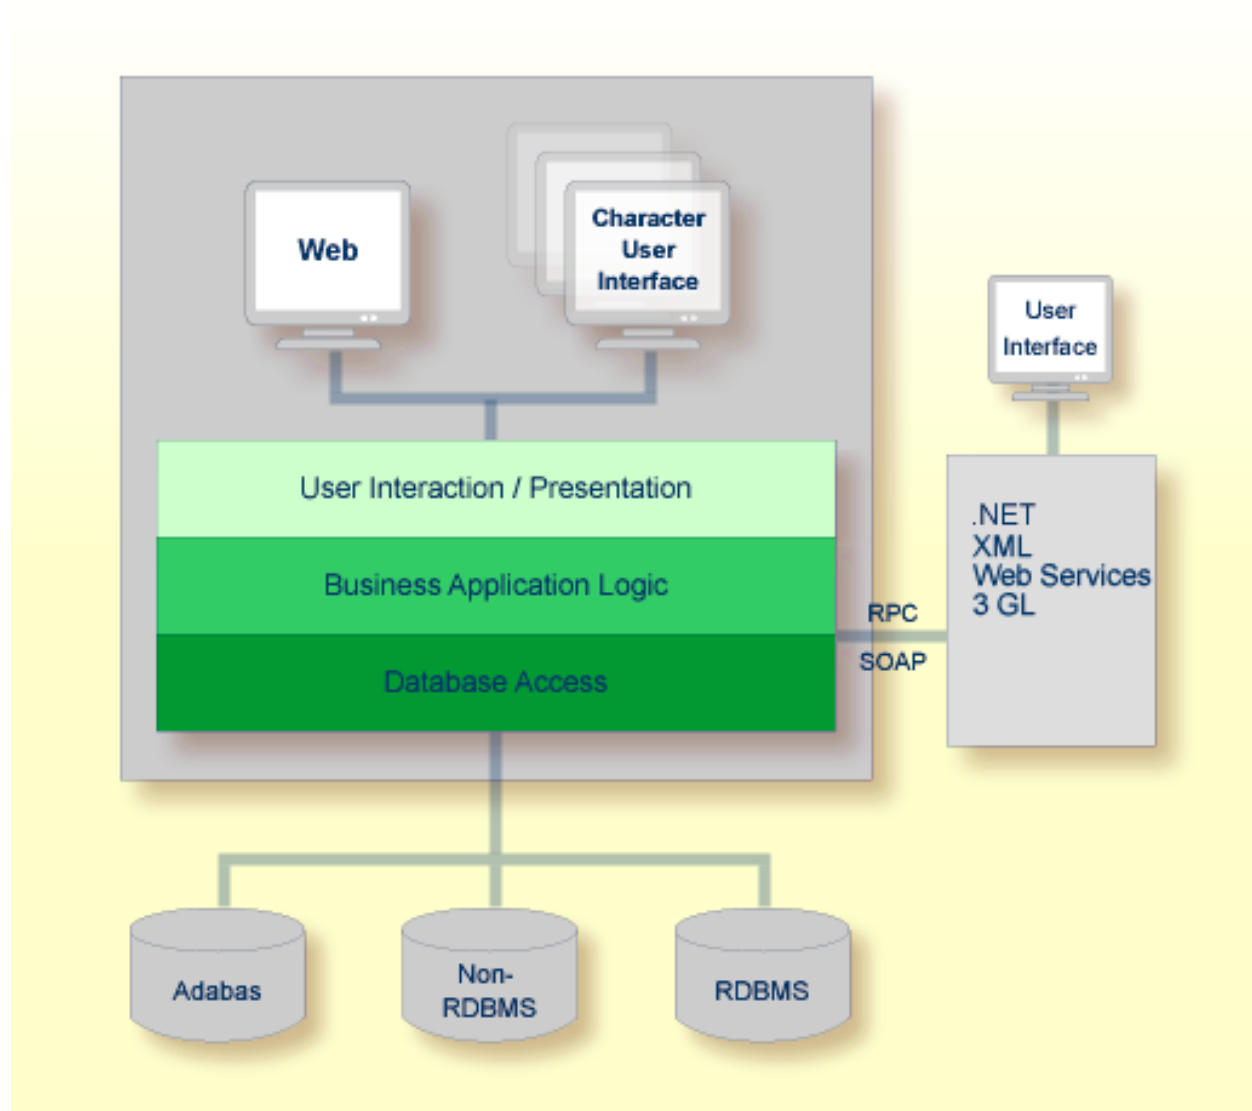 Web
Character
User
Interface
User
Interface
User Interaction / Presentation
Business Application Logic
Database Access
RPC
SOAP
.NET
XML
Web Services
3 GL
Adabas
Non-
RDBMS
RDBMS